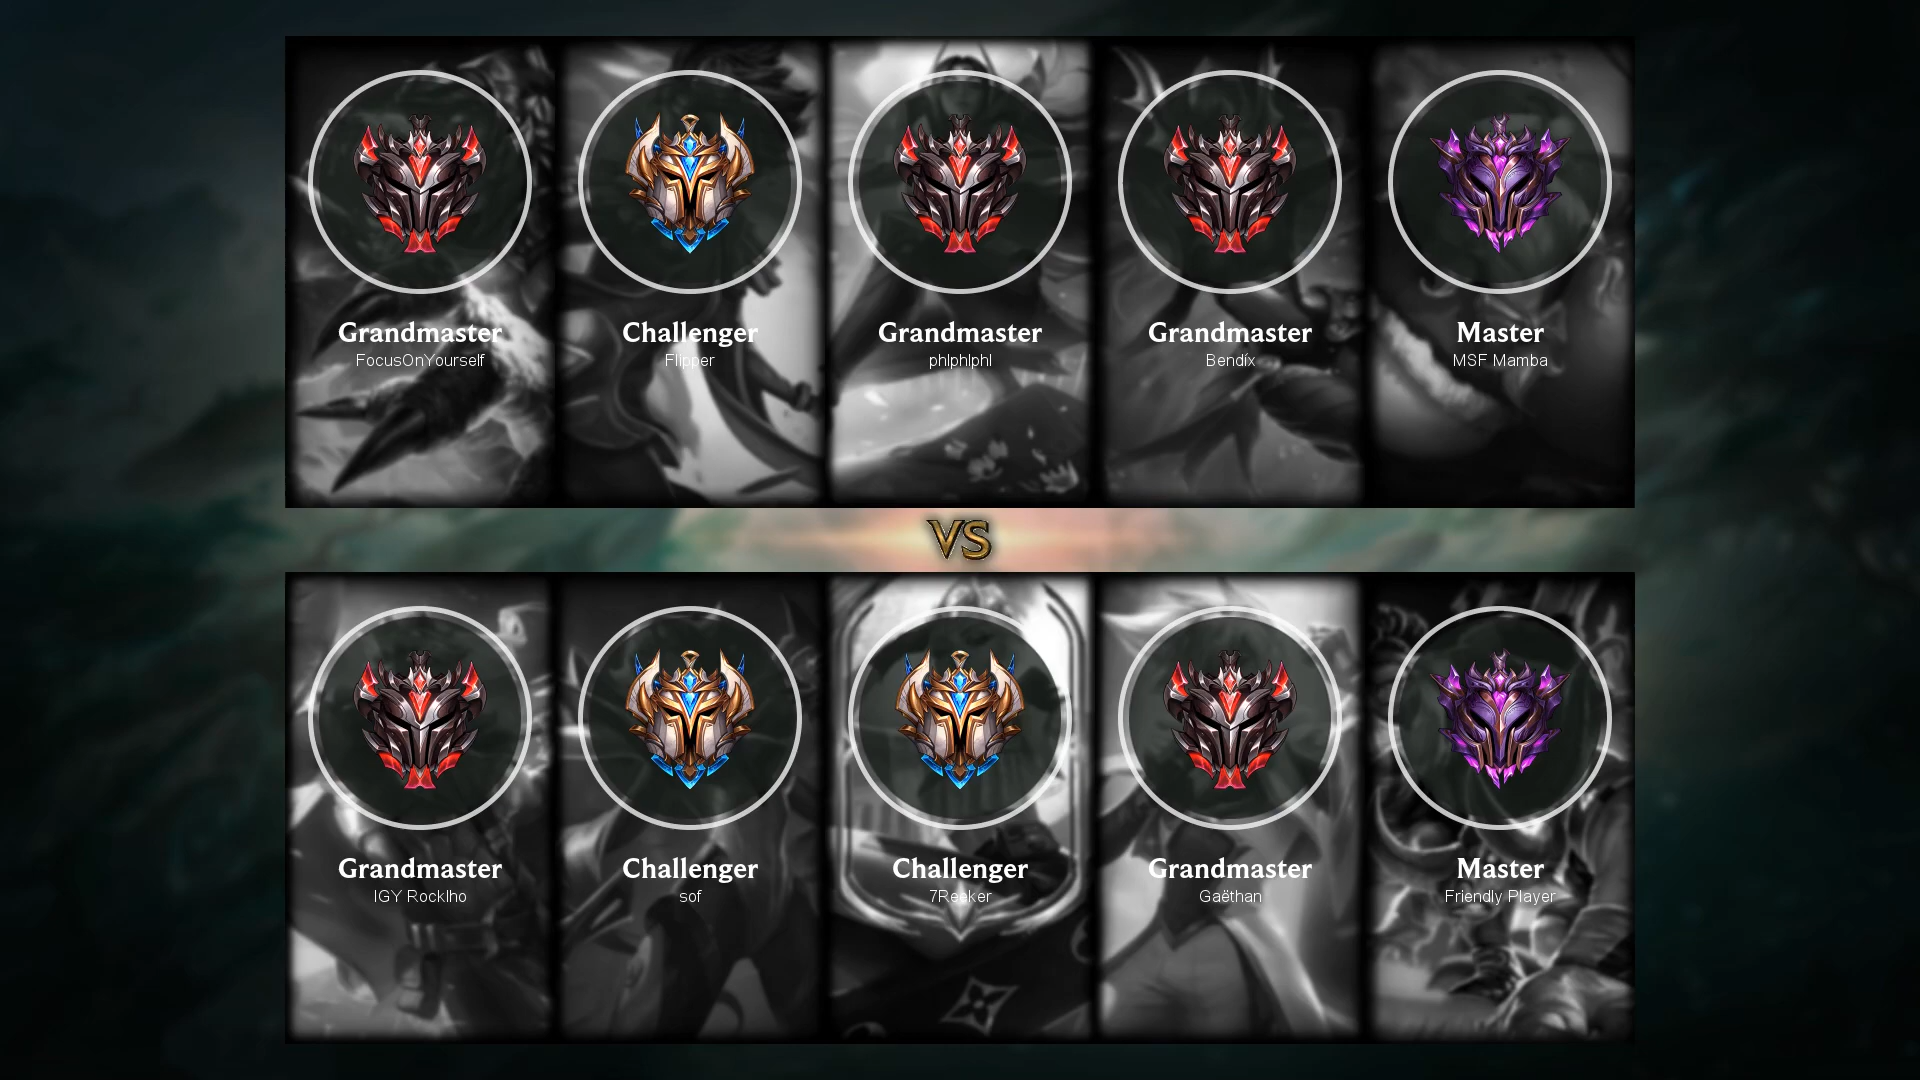 Grandmaster
FocusOnYourself
Challenger
Flipper
Grandmaster
phlphlphl
Grandmaster
Bendíx
Master
MSF Mamba
VS
Grandmaster
IGY Rocklho
Challenger
sof
Challenger
7Reeker
Grandmaster
Gaëthan
Master
Friendly Player